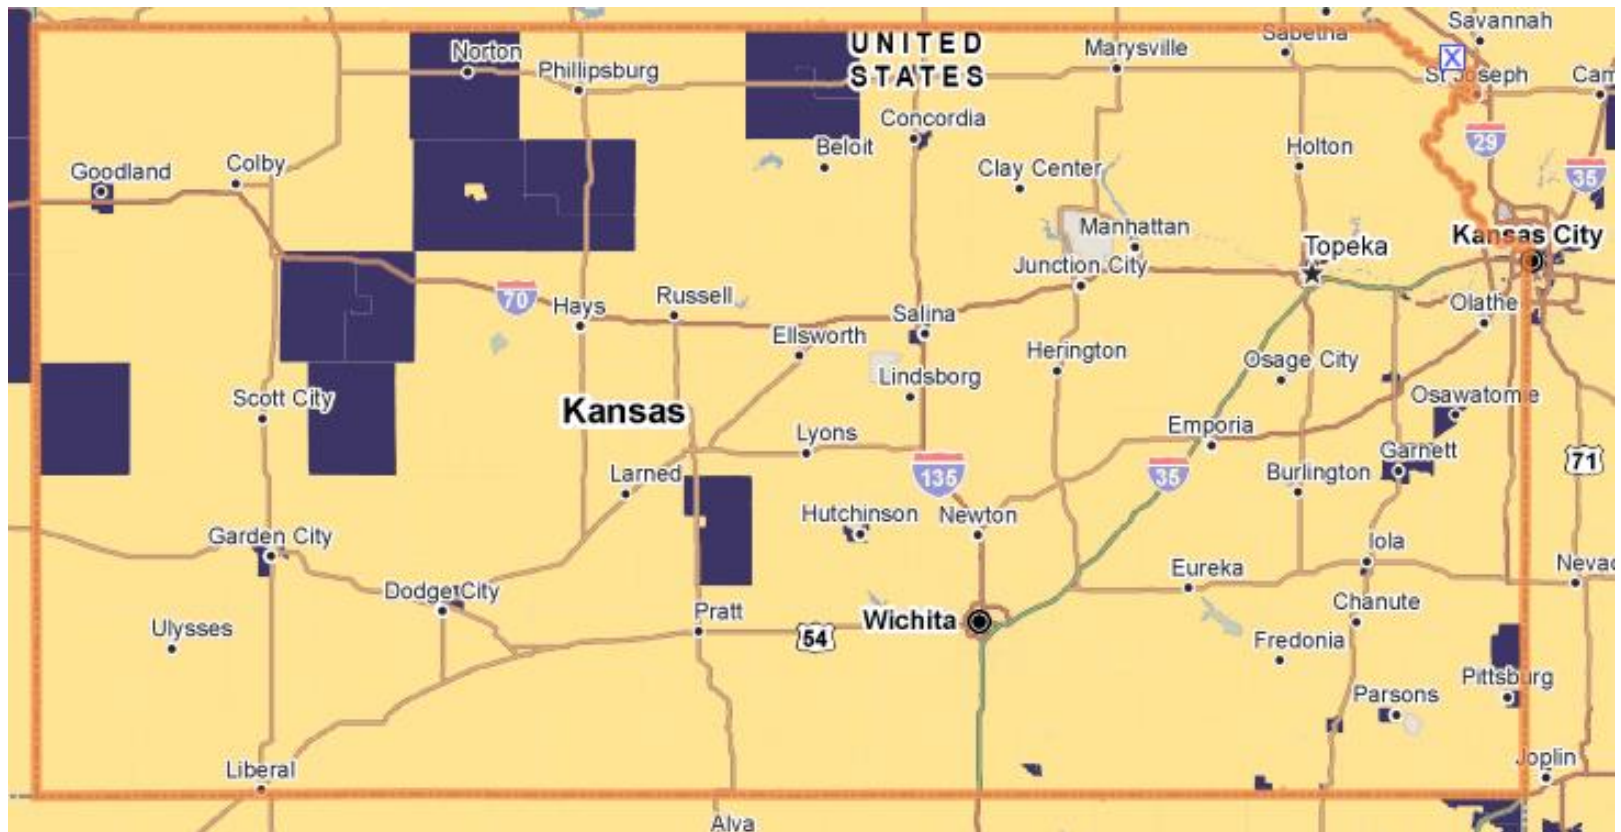 Savannah
UNITED
STATES
Norton
Phillipsburg
Marysville
Sabetha
X
St Joseph
Cam
Concordia
Beloit
Holton
29
35
Goodland
Colby
Clay Center
Manhattan
Topeka
Kansas City
Junction City
70
Hays
Russell
Salina
Olathe
Ellsworth
Herington
Osage City
Lindsborg
Scott City
Kansas
Osawatomie
Lyons
Emporia
Garnett
71
Larned
135
35
Burlington
Hutchinson
Newton
Garden City
Iola
Nevad
Dodge City
Eureka
Pratt
Wichita
Chanute
Ulysses
54
Fredonia
Pittsburg
Parsons
Liberal
Joplin
Alva